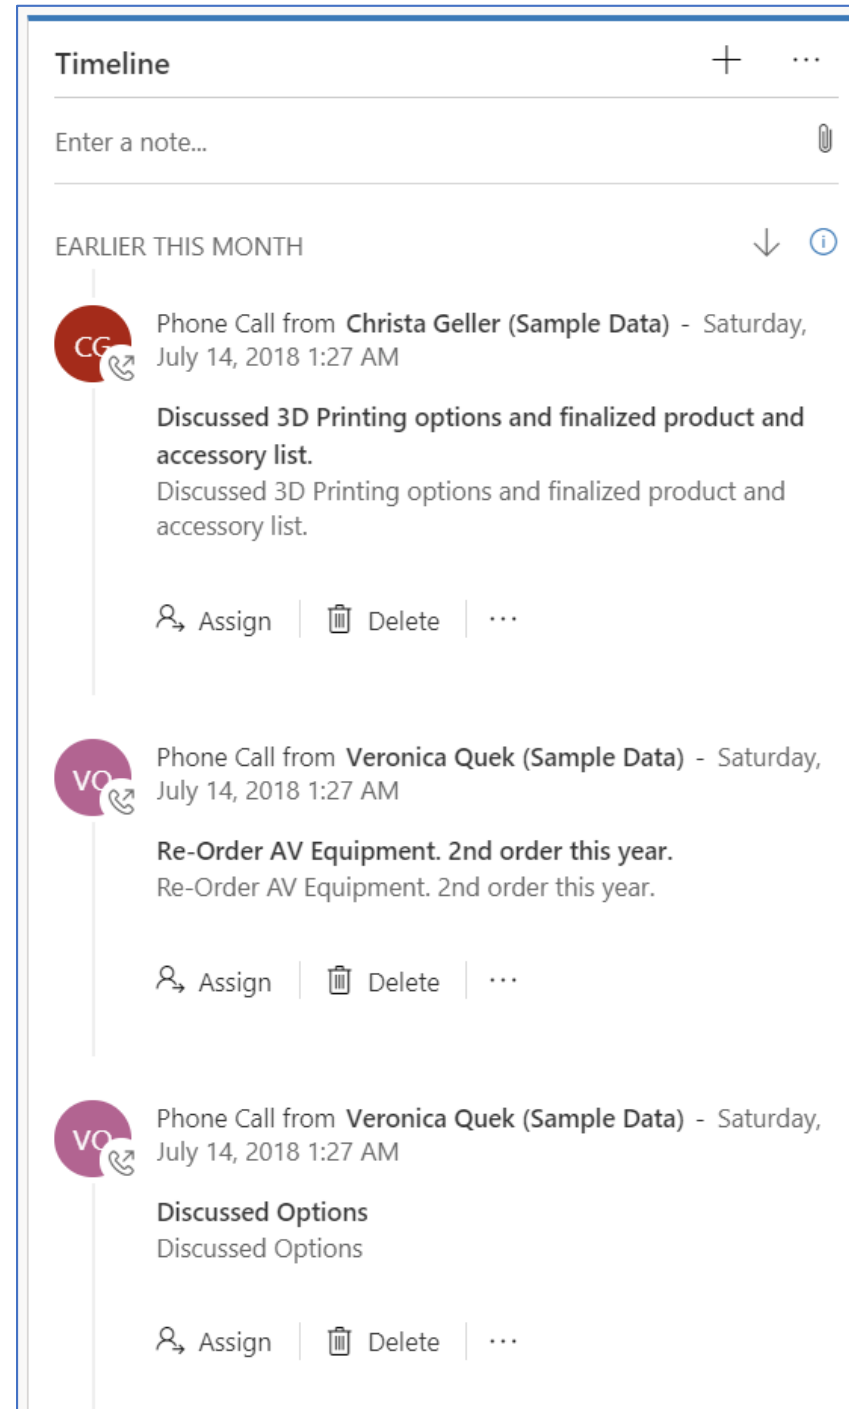 Timeline
Enter a note...
EARLIER THIS MONTH
CG
Phone Call from Christa Geller (Sample Data) - Saturday,
July 14, 2018 1:27 AM
Discussed 3D Printing options and finalized product and
accessory list.
Discussed 3D Printing options and finalized product and
accessory list.
Assign Delete ...
VQ
Phone Call from Veronica Quek (Sample Data) - Saturday,
July 14, 2018 1:27 AM
Re-Order AV Equipment. 2nd order this year.
Re-Order AV Equipment. 2nd order this year.
Assign Delete ...
VQ
Phone Call from Veronica Quek (Sample Data) - Saturday,
July 14, 2018 1:27 AM
Discussed Options
Discussed Options
Assign Delete ...